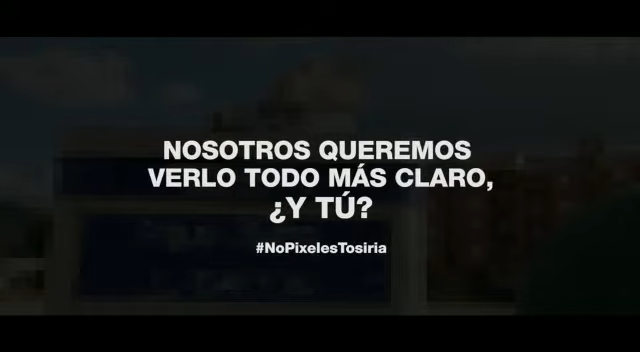 NOSOTROS QUEREMOS
VERLO TODO MÁS CLARO,
¿Y TÚ?
#NoPixelesTosiria